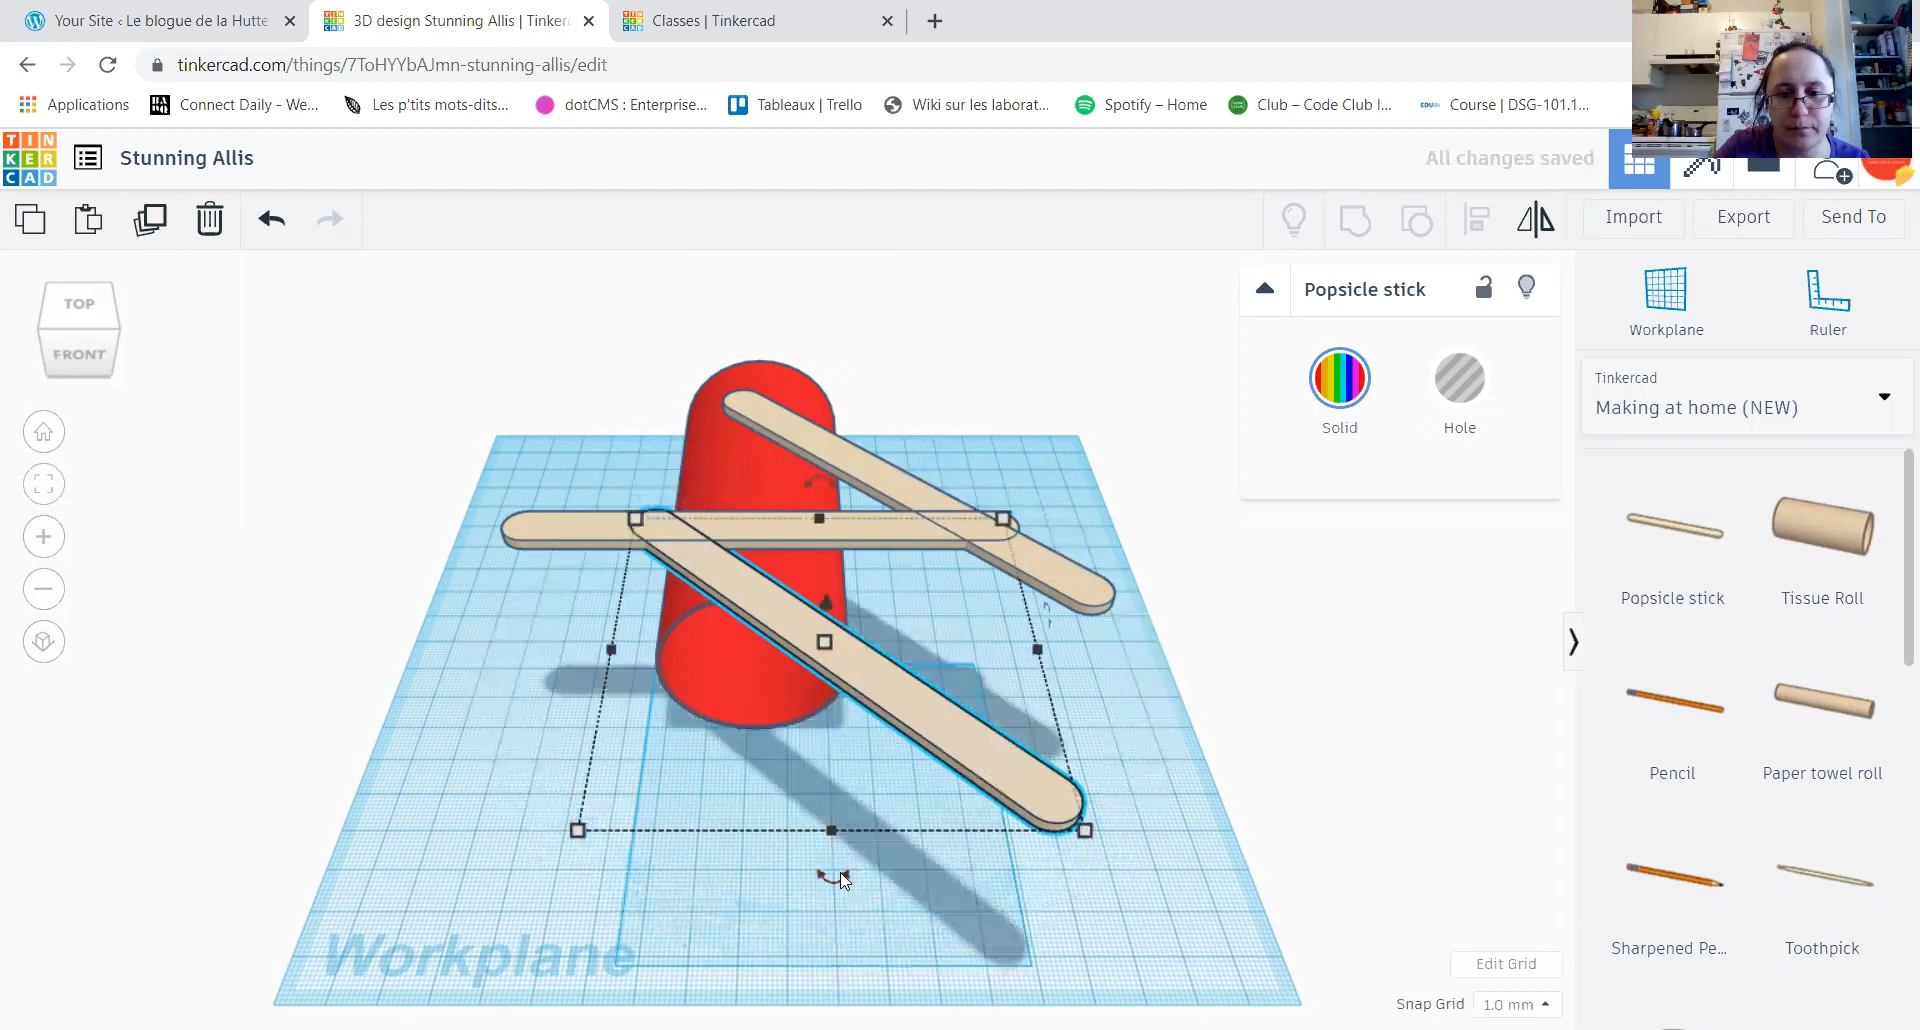 Your Site ‹ Le blogue de la Hutte
3D design Stunning Allis | Tinkerc
Classes | Tinkercad
tinkercad.com/things/7ToHYYbAJmn-stunning-allis/edit
Applications
Connect Daily - We...
Les p'tits mots-dits...
dotCMS : Enterprise...
Tableaux | Trello
Wiki sur les laborat...
Spotify – Home
Club – Code Club I...
Course | DSG-101.1...
TIN
KER
CAD
Stunning Allis
All changes saved
Import
Export
Send To
TOP
FRONT
Popsicle stick
Solid
Hole
Workplane
Ruler
Tinkercad
Making at home (NEW)
Popsicle stick
Tissue Roll
Pencil
Paper towel roll
Sharpened Pe...
Toothpick
Workplane
Edit Grid
Snap Grid
1.0 mm